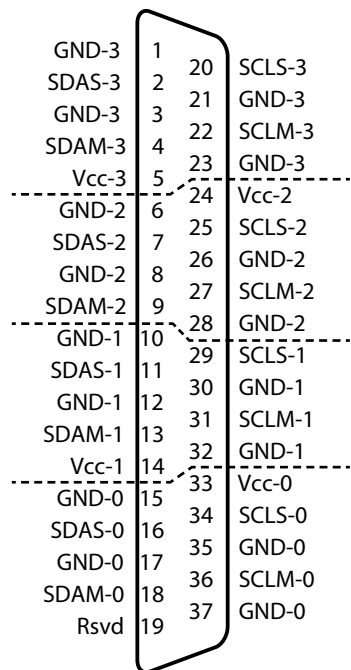 GND-3 1
SDAS-3 2
GND-3 3
SDAM-3 4
Vcc-3 5
GND-2 6
SDAS-2 7
GND-2 8
SDAM-2 9
GND-1 10
SDAS-1 11
GND-1 12
SDAM-1 13
Vcc-1 14
GND-0 15
SDAS-0 16
GND-0 17
SDAM-0 18
Rsvd 19
20 SCLS-3
21 GND-3
22 SCLM-3
23 GND-3
24 Vcc-2
25 SCLS-2
26 GND-2
27 SCLM-2
28 GND-2
29 SCLS-1
30 GND-1
31 SCLM-1
32 GND-1
33 Vcc-0
34 SCLS-0
35 GND-0
36 SCLM-0
37 GND-0